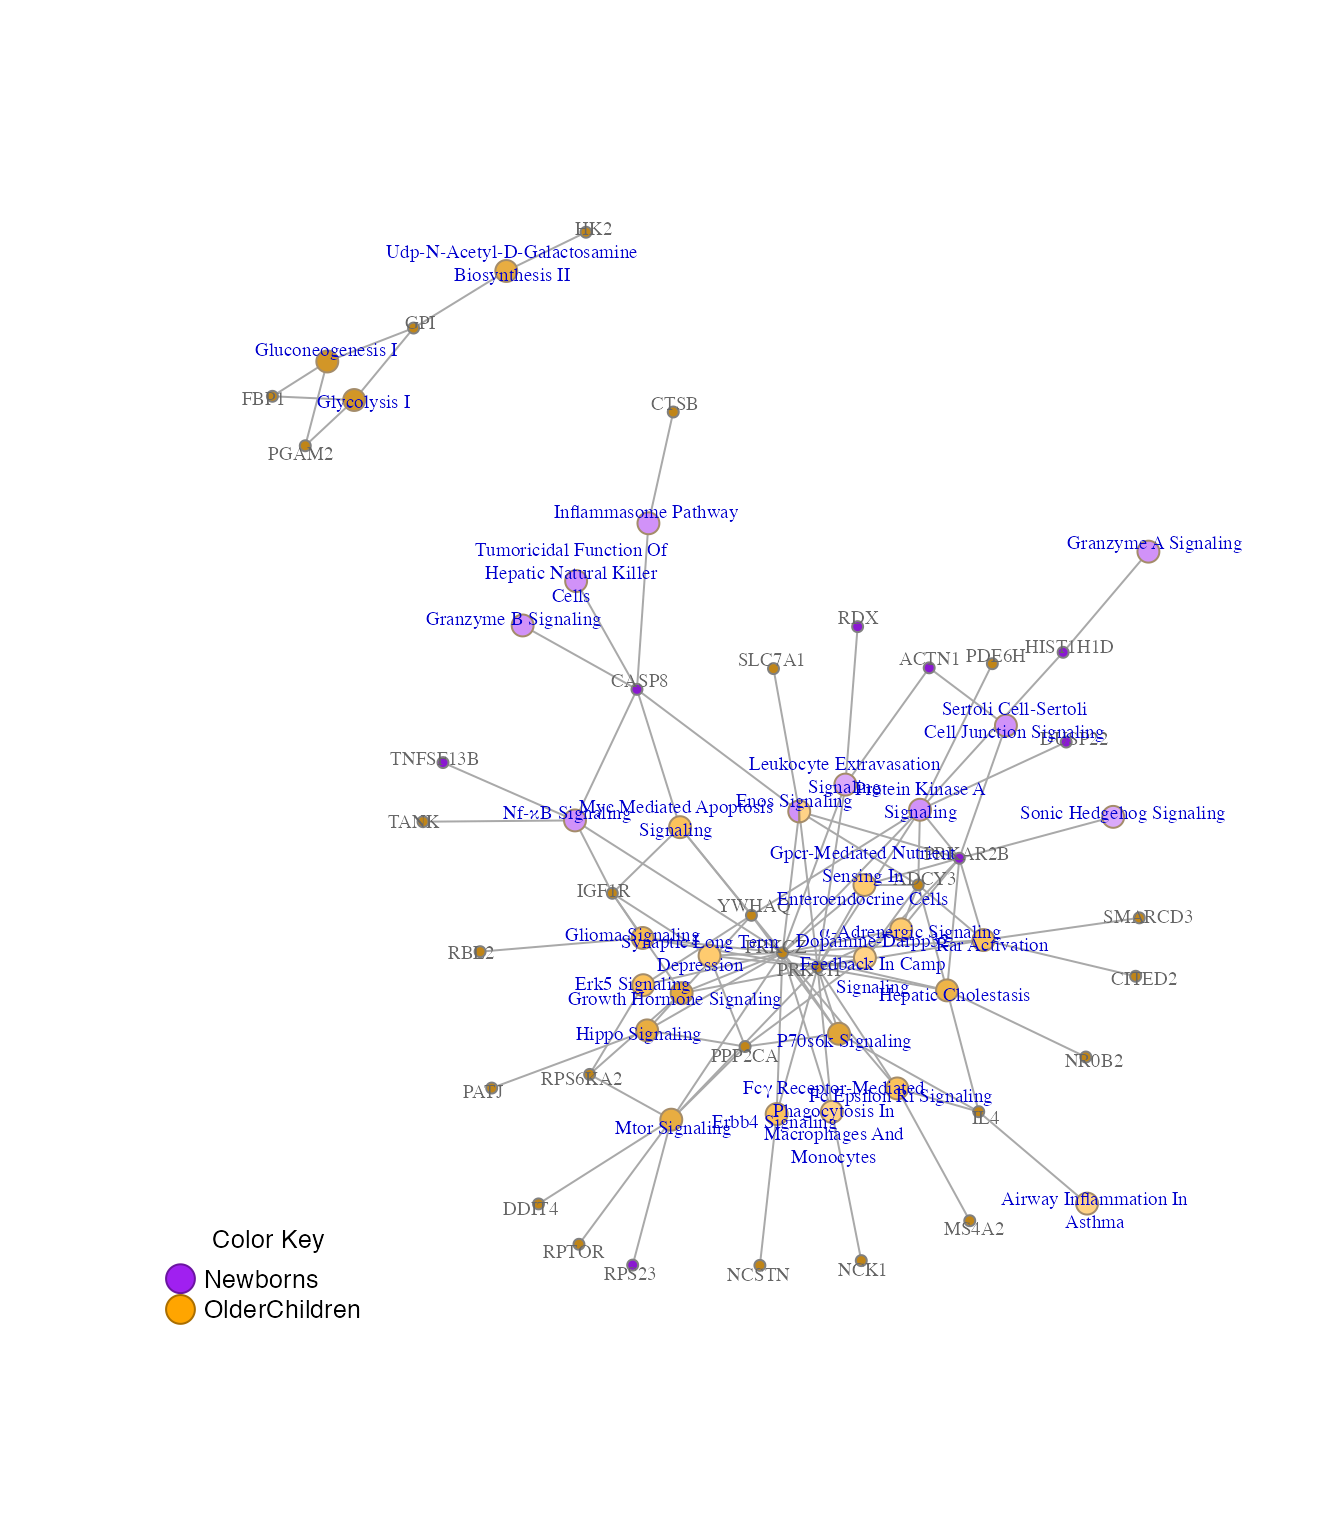 HK2
Udp-N-Acetyl-D-Galactosamine
Biosynthesis II
GPI
Gluconeogenesis I
FBP1
Glycolysis I
PGAM2
CTSB
Inflammasome Pathway
Tumoricidal Function Of
Hepatic Natural Killer
Cells
Granzyme B Signaling
Granzyme A Signaling
RDX
HIST1H1D
SLC7A1
ACTN1
PDE6H
CASP8
Sertoli Cell-Sertoli
Cell Junction Signaling
DUSP22
TNFSF13B
Leukocyte Extravasation
Signaling
Protein Kinase A
Signaling
Enos Signaling
Myc Mediated Apoptosis
Signaling
Nf-κB Signaling
TANK
Sonic Hedgehog Signaling
Gpcr-Mediated Nutrient
Sensing In
Enteroendocrine Cells
PRKAR2B
ADCY3
IGF1R
YWHAQ
SMARCD3
Glioma Signaling
α-Adrenergic Signaling
Synaptic Long Term
Depression
Dopamine-Darpp32
Feedback In Camp
Signaling
Rar Activation
RBL2
PRKCH
CITED2
Erk5 Signaling
Growth Hormone Signaling
Hepatic Cholestasis
Hippo Signaling
P70s6k Signaling
PPP2CA
NR0B2
RPS6KA2
PATJ
Fcγ Receptor-Mediated
Phagocytosis In
Macrophages And
Monocytes
Fc Epsilon RI Signaling
Erbb4 Signaling
IL4
Mtor Signaling
Airway Inflammation In
Asthma
DDIT4
MS4A2
RPTOR
RPS23
NCSTN
NCK1
Color Key
Newborns
OlderChildren